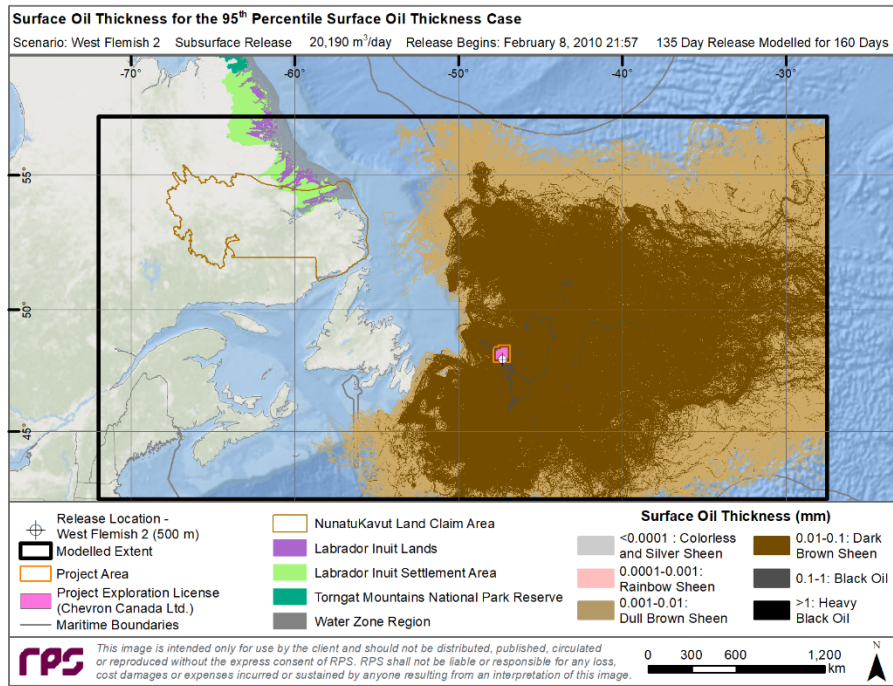 Surface Oil Thickness for the 95th Percentile Surface Oil Thickness Case
Scenario: West Flemish 2 Subsurface Release 20,190 m³/day Release Begins: February 8, 2010 21:57 135 Day Release Modelled for 160 Days
-70° -60° -50° -40° -30°
55°
50°
45°
Release Location -
West Flemish 2 (500 m)
Modelled Extent
Project Area
Project Exploration License
(Chevron Canada Ltd.)
Maritime Boundaries
NunatuKavut Land Claim Area
Labrador Inuit Lands
Labrador Inuit Settlement Area
Torngat Mountains National Park Reserve
Water Zone Region
Surface Oil Thickness (mm)
<0.0001 : Colorless
and Silver Sheen
0.0001-0.001:
Rainbow Sheen
0.001-0.01:
Dull Brown Sheen
0.01-0.1: Dark
Brown Sheen
0.1-1: Black Oil
>1: Heavy
Black Oil
rps
This image is intended only for use by the client and should not be distributed, published, circulated
or reproduced without the express consent of RPS. RPS shall not be liable or responsible for any loss,
cost damages or expenses incurred or sustained by anyone resulting from an interpretation of this image.
0 300 600 1,200
km
N